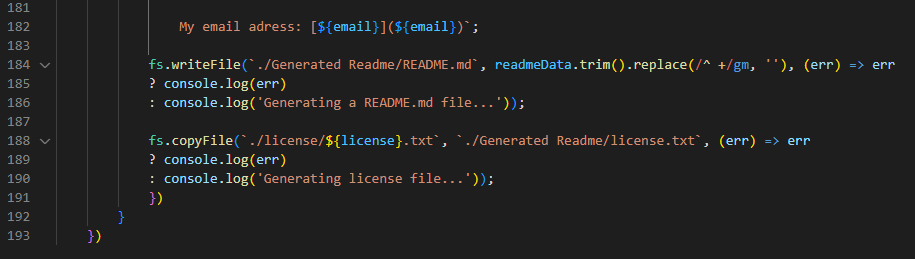 181
182 My email adress: [${email}](${email})`;
183
184 fs.writeFile(`./Generated Readme/README.md`, readmeData.trim().replace(/^ +/gm, ''), (err) => err
185 ? console.log(err)
186 : console.log('Generating a README.md file...'));
187
188 fs.copyFile(`./license/${license}.txt`, `./Generated Readme/license.txt`, (err) => err
189 ? console.log(err)
190 : console.log('Generating license file...'));
191 })
192 }
193 })